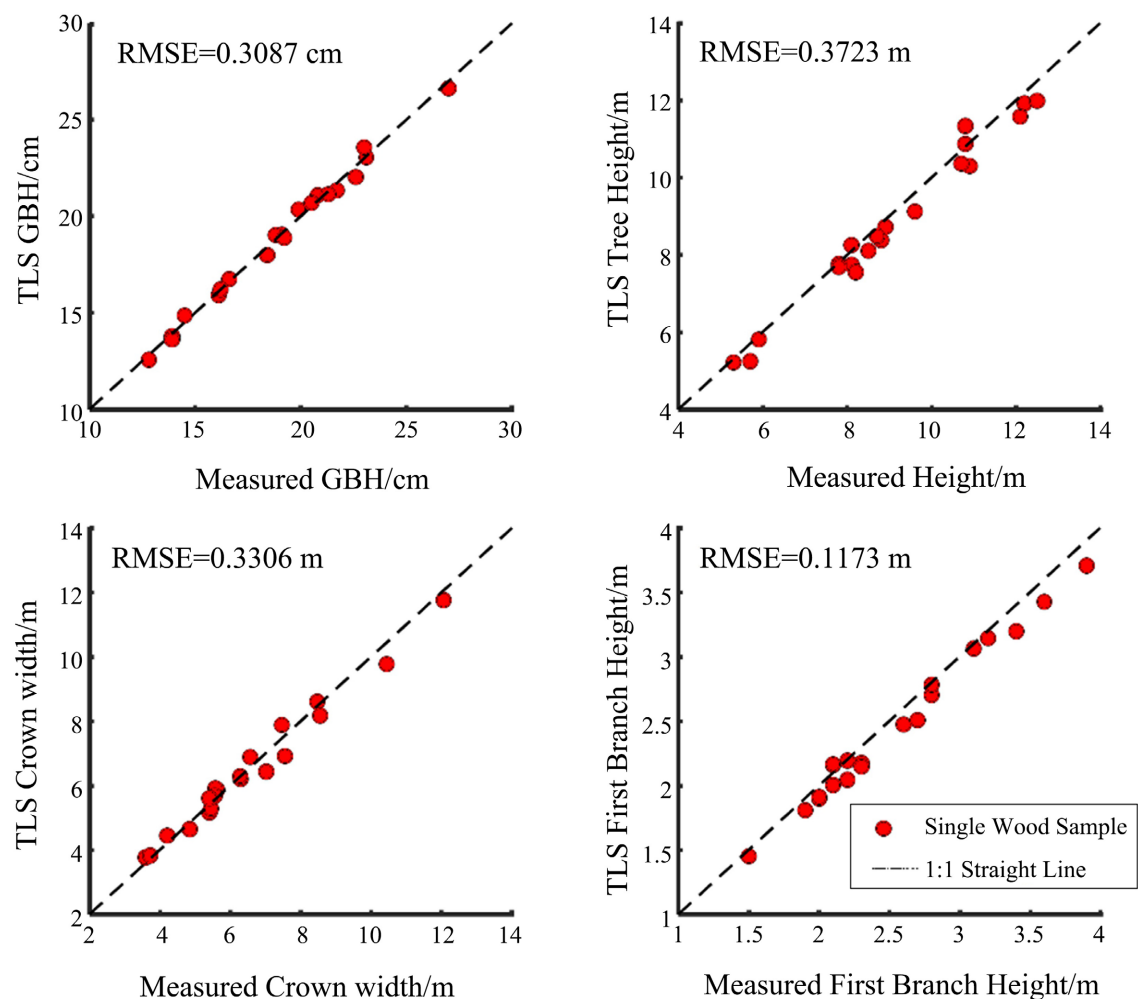 RMSE=0.3087 cm
30
25
20
15
10
10 15 20 25 30
TLS GBH/cm
Measured GBH/cm
RMSE=0.3723 m
14
12
10
8
6
4
4 6 8 10 12 14
TLS Tree Height/m
Measured Height/m
RMSE=0.3306 m
14
12
10
8
6
4
2
2 4 6 8 10 12 14
TLS Crown width/m
Measured Crown width/m
RMSE=0.1173 m
4
3.5
3
2.5
2
1.5
1
1 1.5 2 2.5 3 3.5 4
TLS First Branch Height/m
Measured First Branch Height/m
Single Wood Sample
1:1 Straight Line